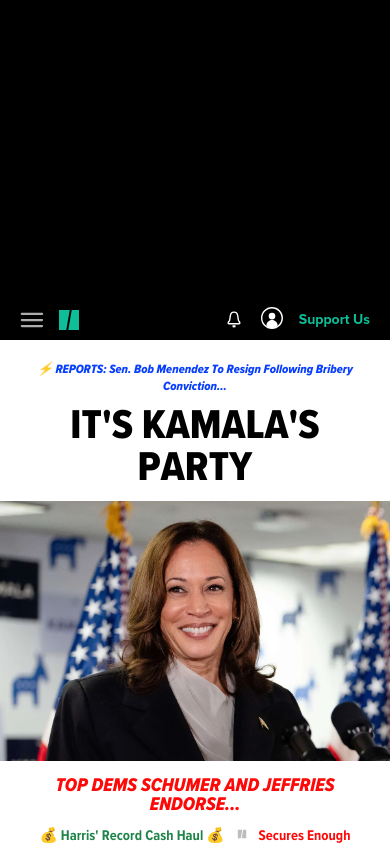 Support Us
⚡ REPORTS: Sen. Bob Menendez To Resign Following Bribery
Conviction...
IT'S KAMALA'S
PARTY
TOP DEMS SCHUMER AND JEFFRIES
ENDORSE...
💰 Harris' Record Cash Haul 💰 Secures Enough